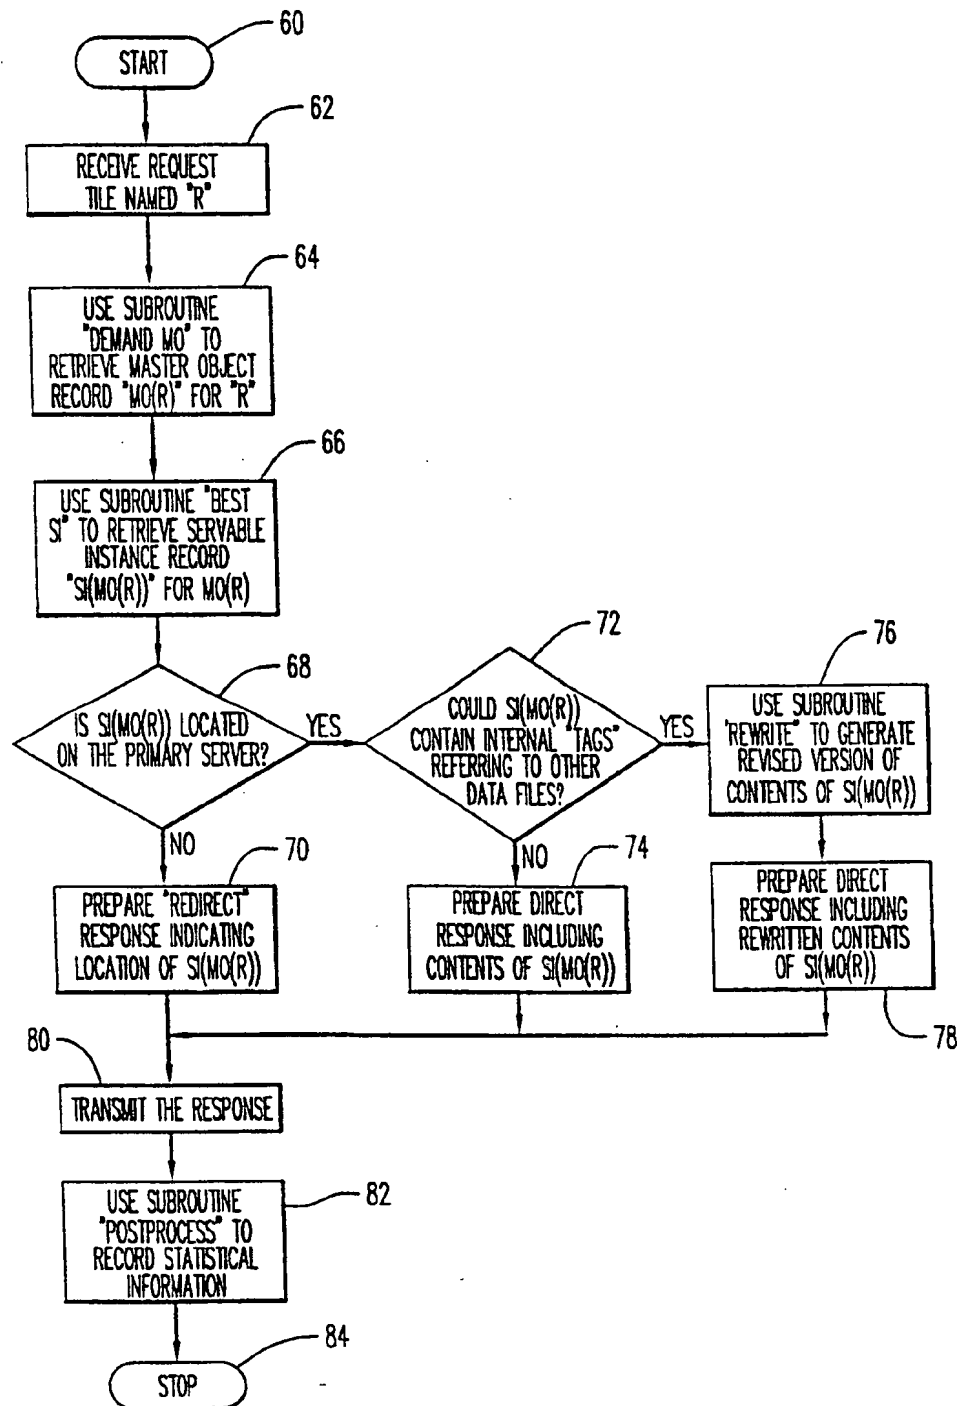 60
START
62
RECEIVE REQUEST
TILE NAMED "R"
64
USE SUBROUTINE
"DEMAND MO" TO
RETRIEVE MASTER OBJECT
RECORD "MO(R)" FOR "R"
66
USE SUBROUTINE "BEST
SI" TO RETRIEVE SERVABLE
INSTANCE RECORD
"SI(MO(R))" FOR MO(R)
68
IS SI(MO(R)) LOCATED
ON THE PRIMARY SERVER?
YES
NO
72
COULD SI(MO(R))
CONTAIN INTERNAL "TAGS"
REFERRING TO OTHER
DATA FILES?
YES
NO
76
USE SUBROUTINE
"REWRITE" TO GENERATE
REVISED VERSION OF
CONTENTS OF SI(MO(R))
70
PREPARE "REDIRECT"
RESPONSE INDICATING
LOCATION OF SI(MO(R))
74
PREPARE DIRECT
RESPONSE INCLUDING
CONTENTS OF SI(MO(R))
PREPARE DIRECT
RESPONSE INCLUDING
REWRITTEN CONTENTS
OF SI(MO(R))
78
80
TRANSMIT THE RESPONSE
82
USE SUBROUTINE
"POSTPROCESS" TO
RECORD STATISTICAL
INFORMATION
84
STOP